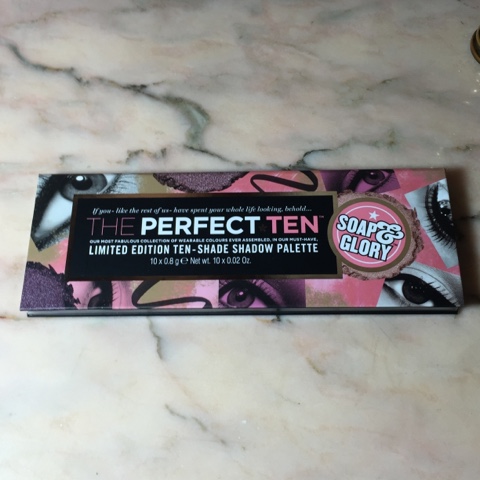 If you- like the rest of us- have spent your whole life looking, behold...
THE PERFECT TEN™
OUR MOST FABULOUS COLLECTION OF WEARABLE COLOURS EVER ASSEMBLED, IN OUR MUST-HAVE,
LIMITED EDITION TEN-SHADE SHADOW PALETTE
10 x 0.8 g ℮ Net wt. 10 x 0.02 Oz.
SOAP &
GLORY